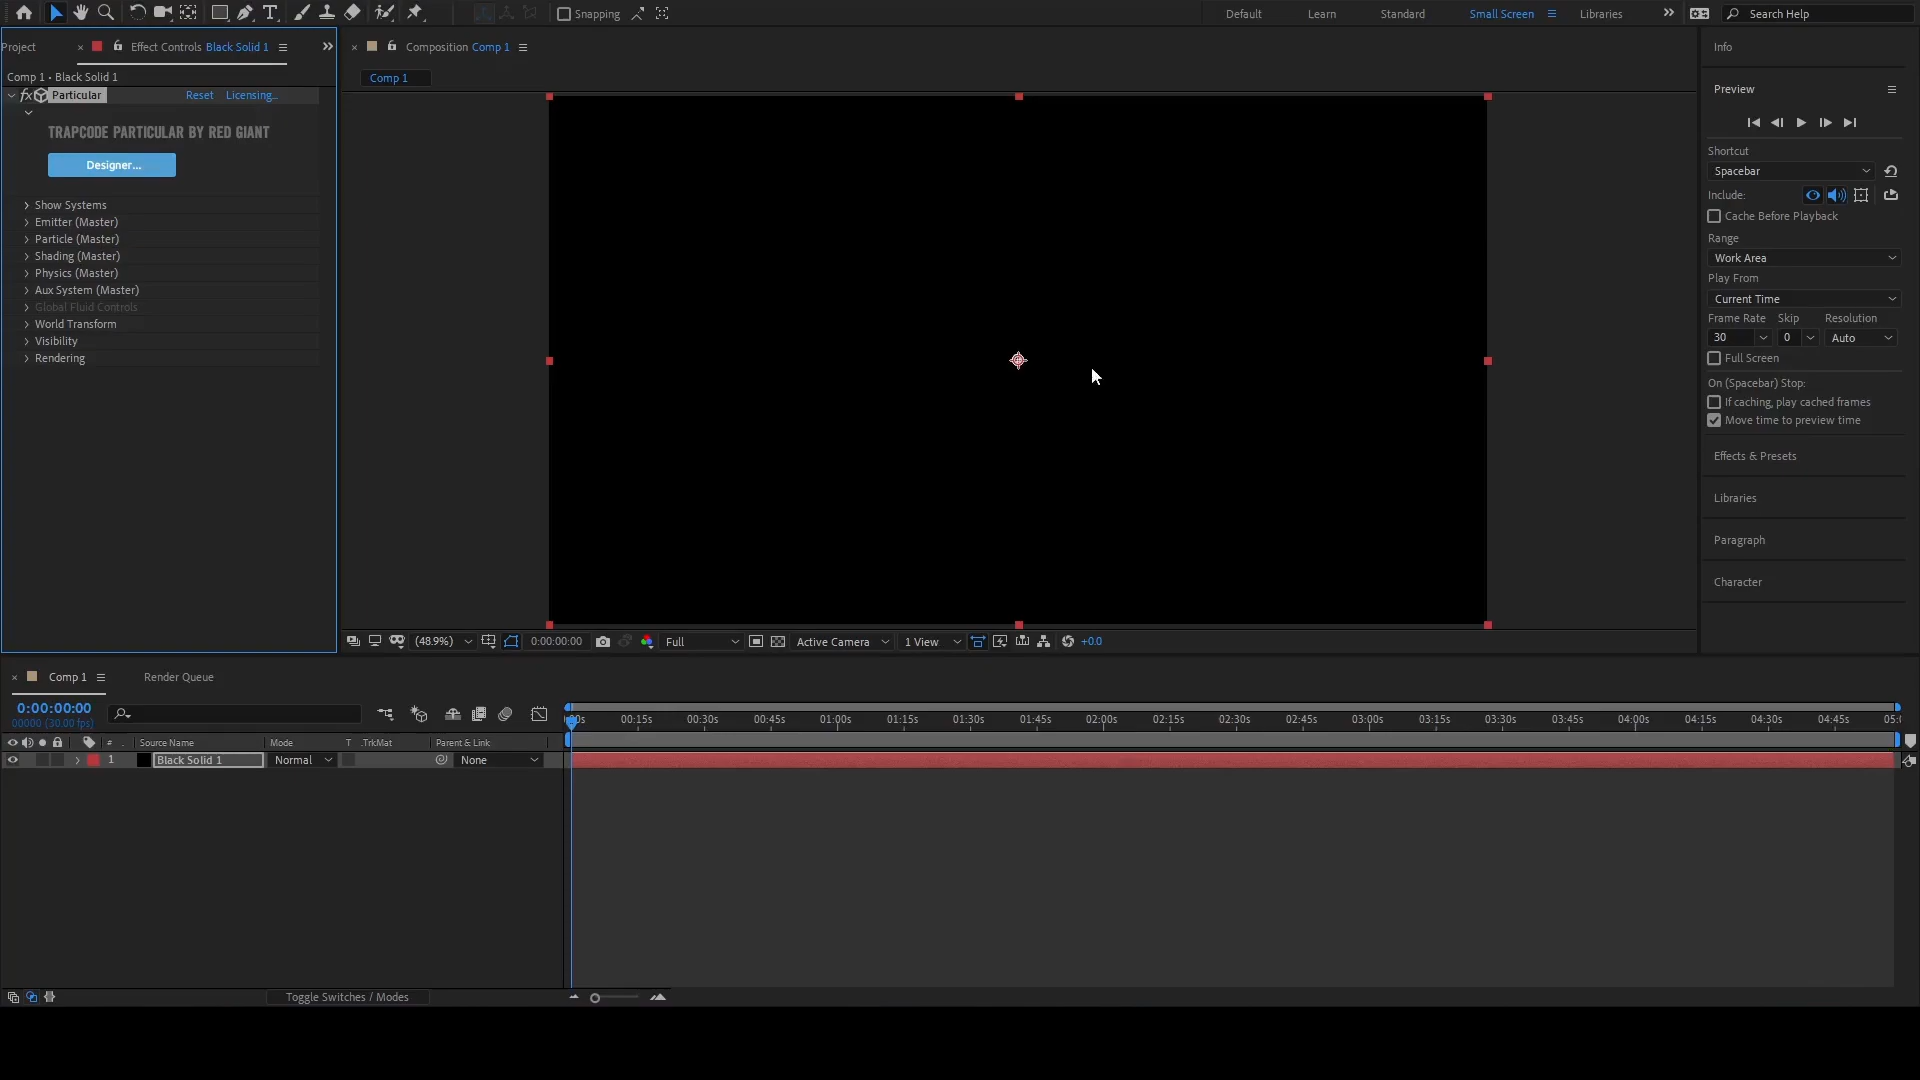 Snapping
Default
Learn
Standard
Small Screen
Libraries
Search Help
Project
Effect Controls Black Solid 1
Composition Comp 1
Info
Comp 1 • Black Solid 1
Comp 1
Preview
fx Particular
Reset
Licensing...
TRAPCODE PARTICULAR BY RED GIANT
Designer...
Show Systems
Emitter (Master)
Particle (Master)
Shading (Master)
Physics (Master)
Aux System (Master)
Global Fluid Controls
World Transform
Visibility
Rendering
Shortcut
Spacebar
Include:
Cache Before Playback
Range
Work Area
Play From
Current Time
Frame Rate Skip Resolution
30 0 Auto
Full Screen
On (Spacebar) Stop:
If caching, play cached frames
Move time to preview time
Effects & Presets
Libraries
Paragraph
Character
(48.9%) 0:00:00:00 Full Active Camera 1 View +0.0
Comp 1
Render Queue
0:00:00:00
00000 (30.00 fps)
00:15s 00:30s 00:45s 01:00s 01:15s 01:30s 01:45s 02:00s 02:15s 02:30s 02:45s 03:00s 03:15s 03:30s 03:45s 04:00s 04:15s 04:30s 04:45s
# Source Name Mode T .TrkMat Parent & Link
1 Black Solid 1 Normal None
Toggle Switches / Modes